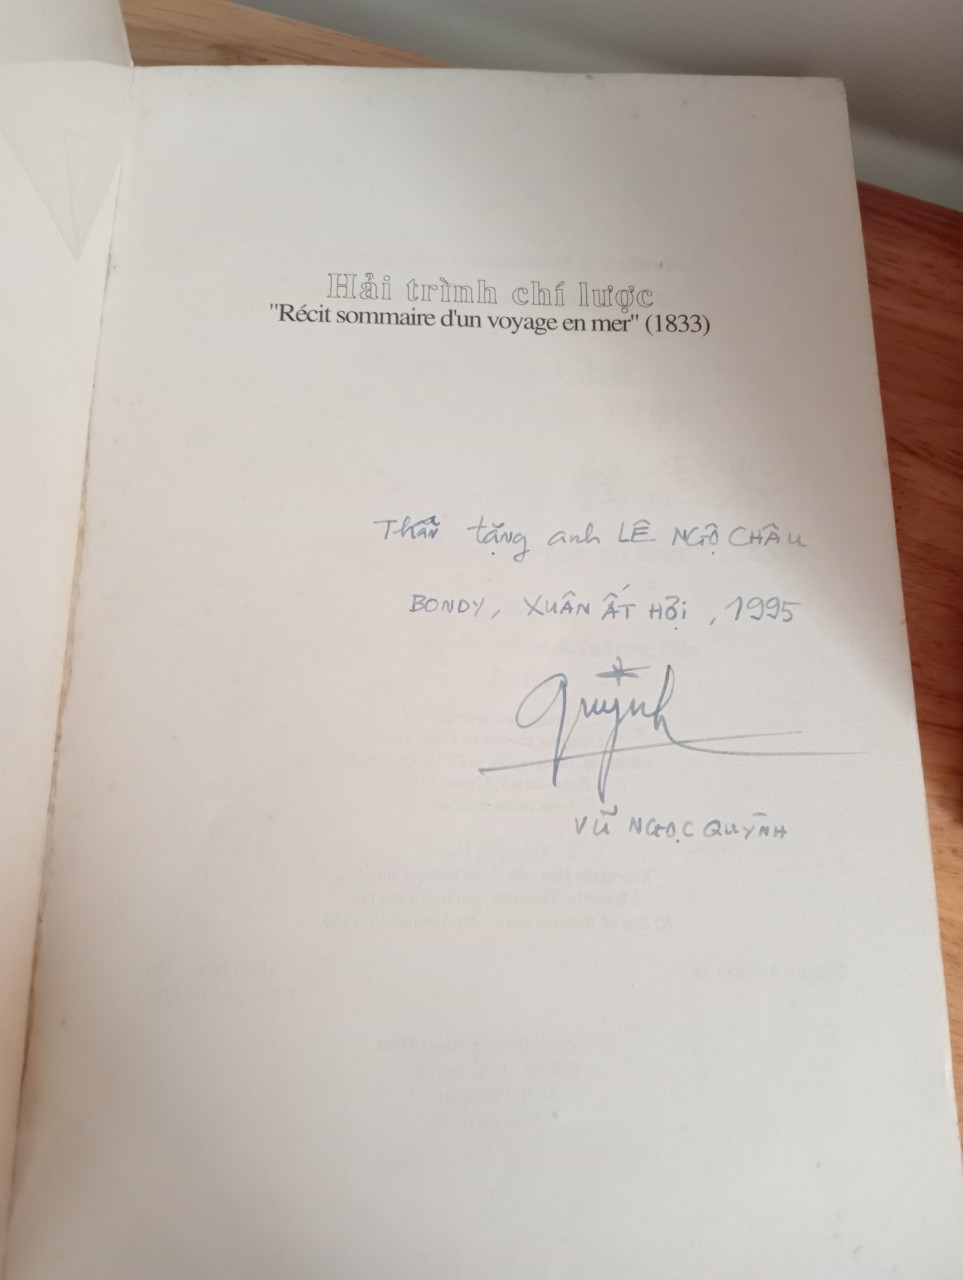 Hải trình chí lược
"Récit sommaire d'un voyage en mer" (1833)
Thân tặng anh LÊ NGÔ CHÂU
BONDY, XUÂN ẤT HỢI, 1995
Quỳnh
VŨ NGỌC QUỲNH